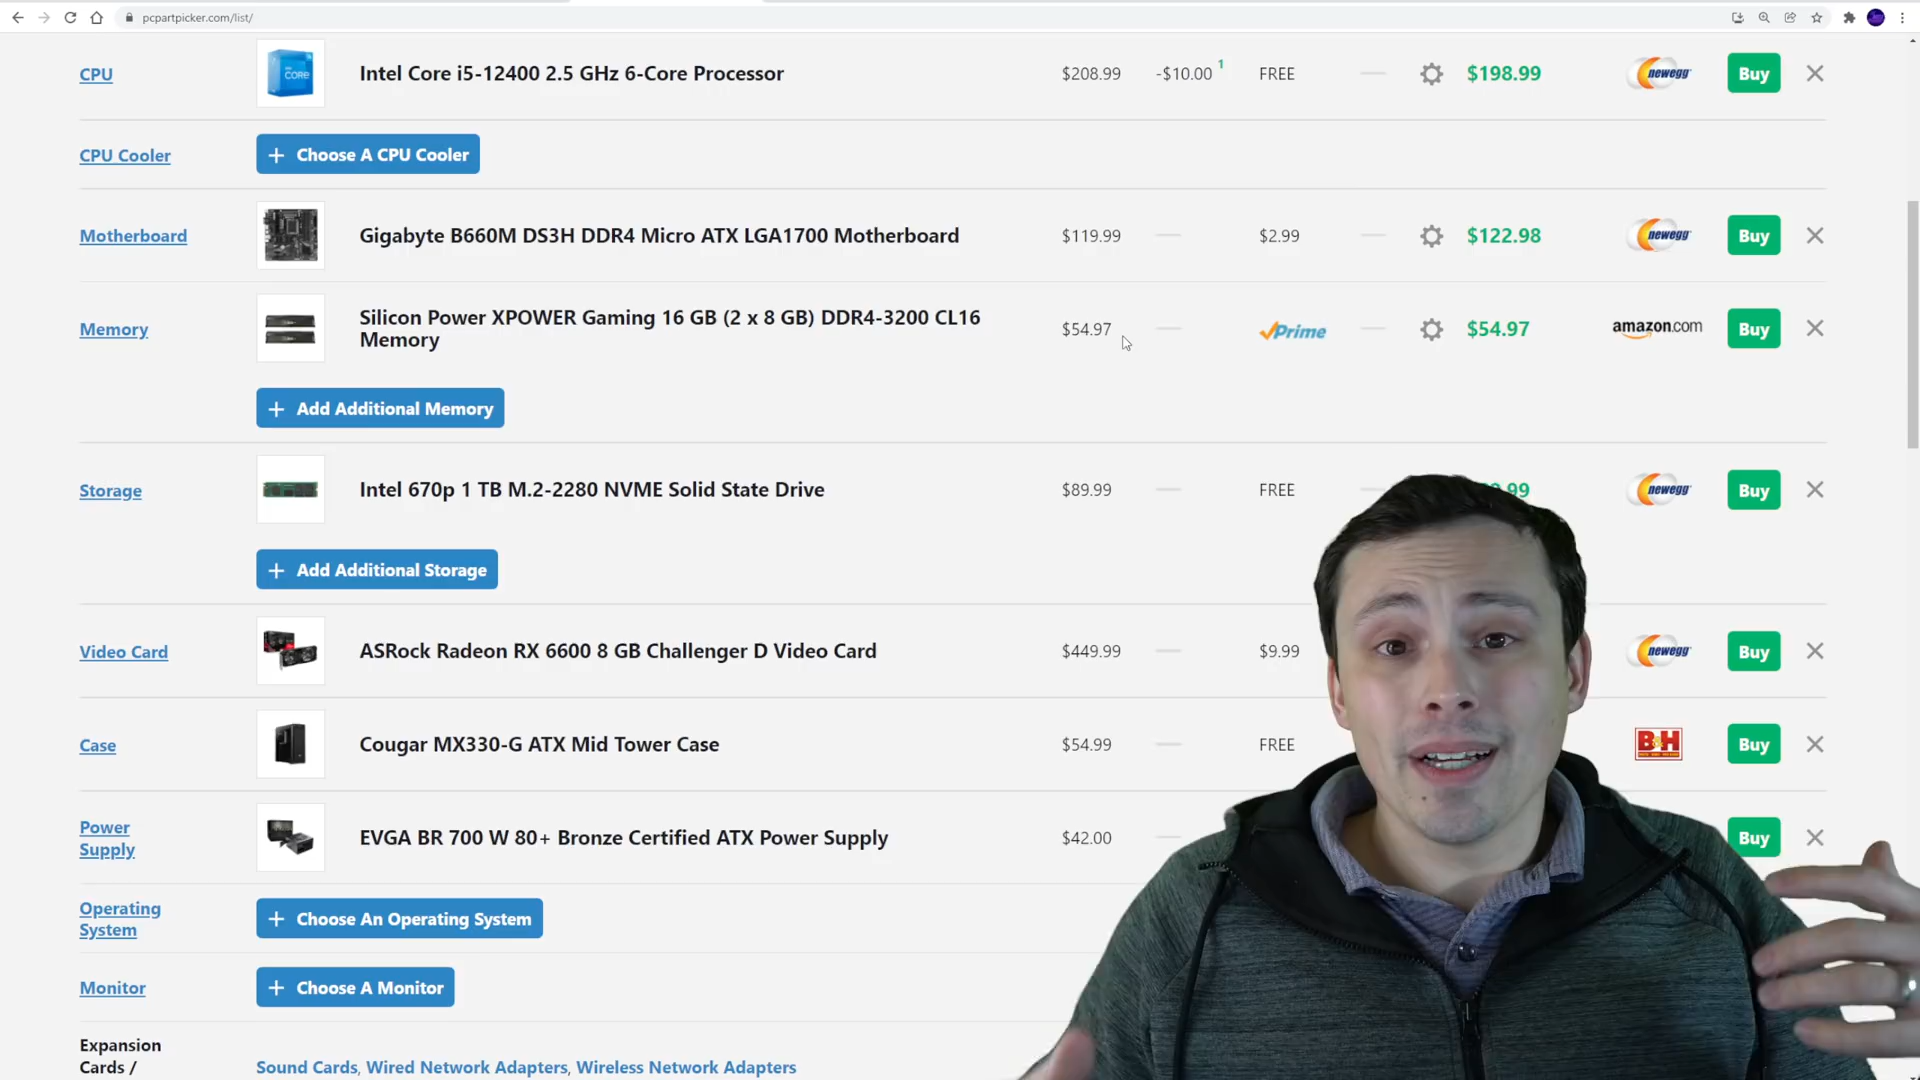 pcpartpicker.com/list/
CPU
Intel Core i5-12400 2.5 GHz 6-Core Processor
$208.99 -$10.00 1 FREE $198.99 newegg Buy
CPU Cooler
+ Choose A CPU Cooler
Motherboard
Gigabyte B660M DS3H DDR4 Micro ATX LGA1700 Motherboard
$119.99 $2.99 $122.98 newegg Buy
Memory
Silicon Power XPOWER Gaming 16 GB (2 x 8 GB) DDR4-3200 CL16
Memory
$54.97 Prime $54.97 amazon.com Buy
+ Add Additional Memory
Storage
Intel 670p 1 TB M.2-2280 NVME Solid State Drive
$89.99 FREE newegg Buy
+ Add Additional Storage
Video Card
ASRock Radeon RX 6600 8 GB Challenger D Video Card
$449.99 $9.99 newegg Buy
Case
Cougar MX330-G ATX Mid Tower Case
$54.99 FREE B&H Buy
Power
Supply
EVGA BR 700 W 80+ Bronze Certified ATX Power Supply
$42.00 Buy
Operating
System
+ Choose An Operating System
Monitor
+ Choose A Monitor
Expansion
Cards /
Sound Cards, Wired Network Adapters, Wireless Network Adapters